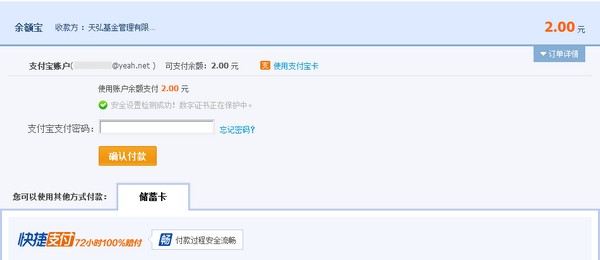 余额宝 收款方：天弘基金管理有限... 2.00 元
订单详情
支付宝账户( @yeah.net ) 可支付余额：2.00 元 使用支付宝卡
使用账户余额支付 2.00 元
安全设置检测成功！数字证书正在保护中
支付宝支付密码： 忘记密码？
确认付款
您可以使用其他方式付款： 储蓄卡
快捷支付 72小时100%赔付 畅 付款过程安全流畅